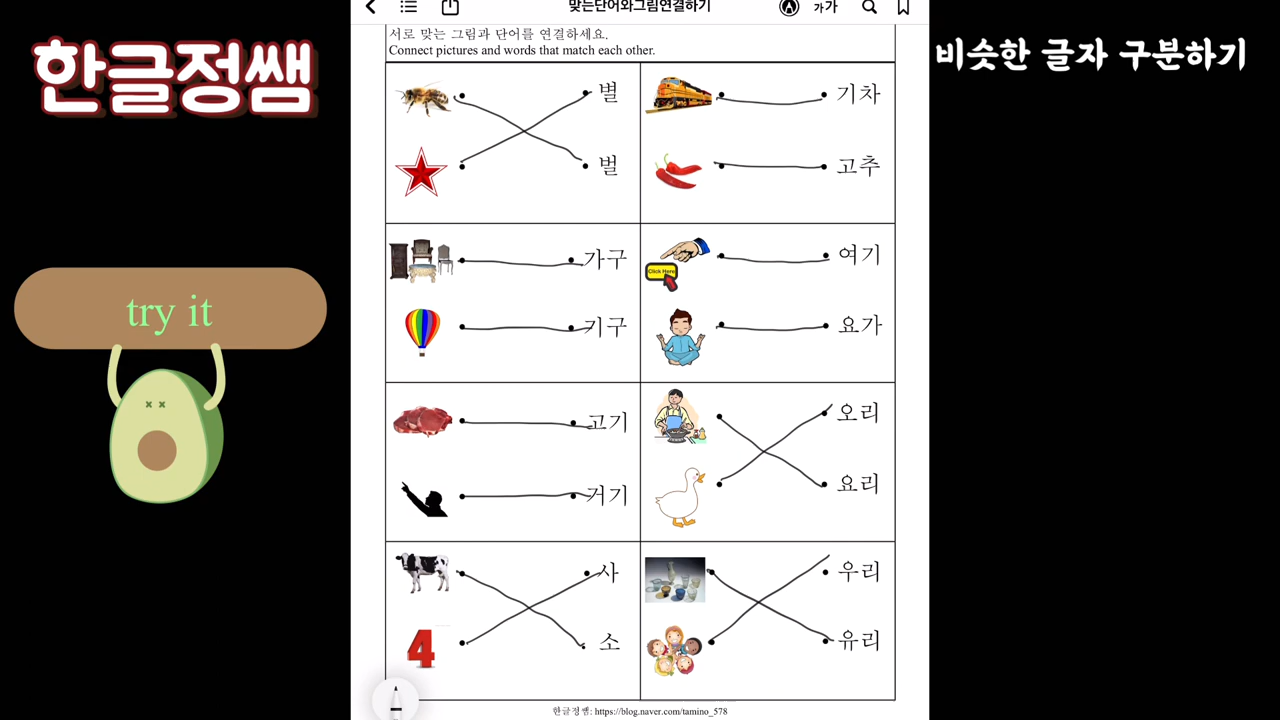 맞는단어와그림연결하기
가가
한글정쌤
비슷한 글자 구분하기
try it
서로 맞는 그림과 단어를 연결하세요.
Connect pictures and words that match each other.
별
벌
기차
고추
가구
기구
Click Here
여기
요가
고기
거기
오리
요리
사
4
소
우리
유리
한글정쌤: https://blog.naver.com/tamino_578